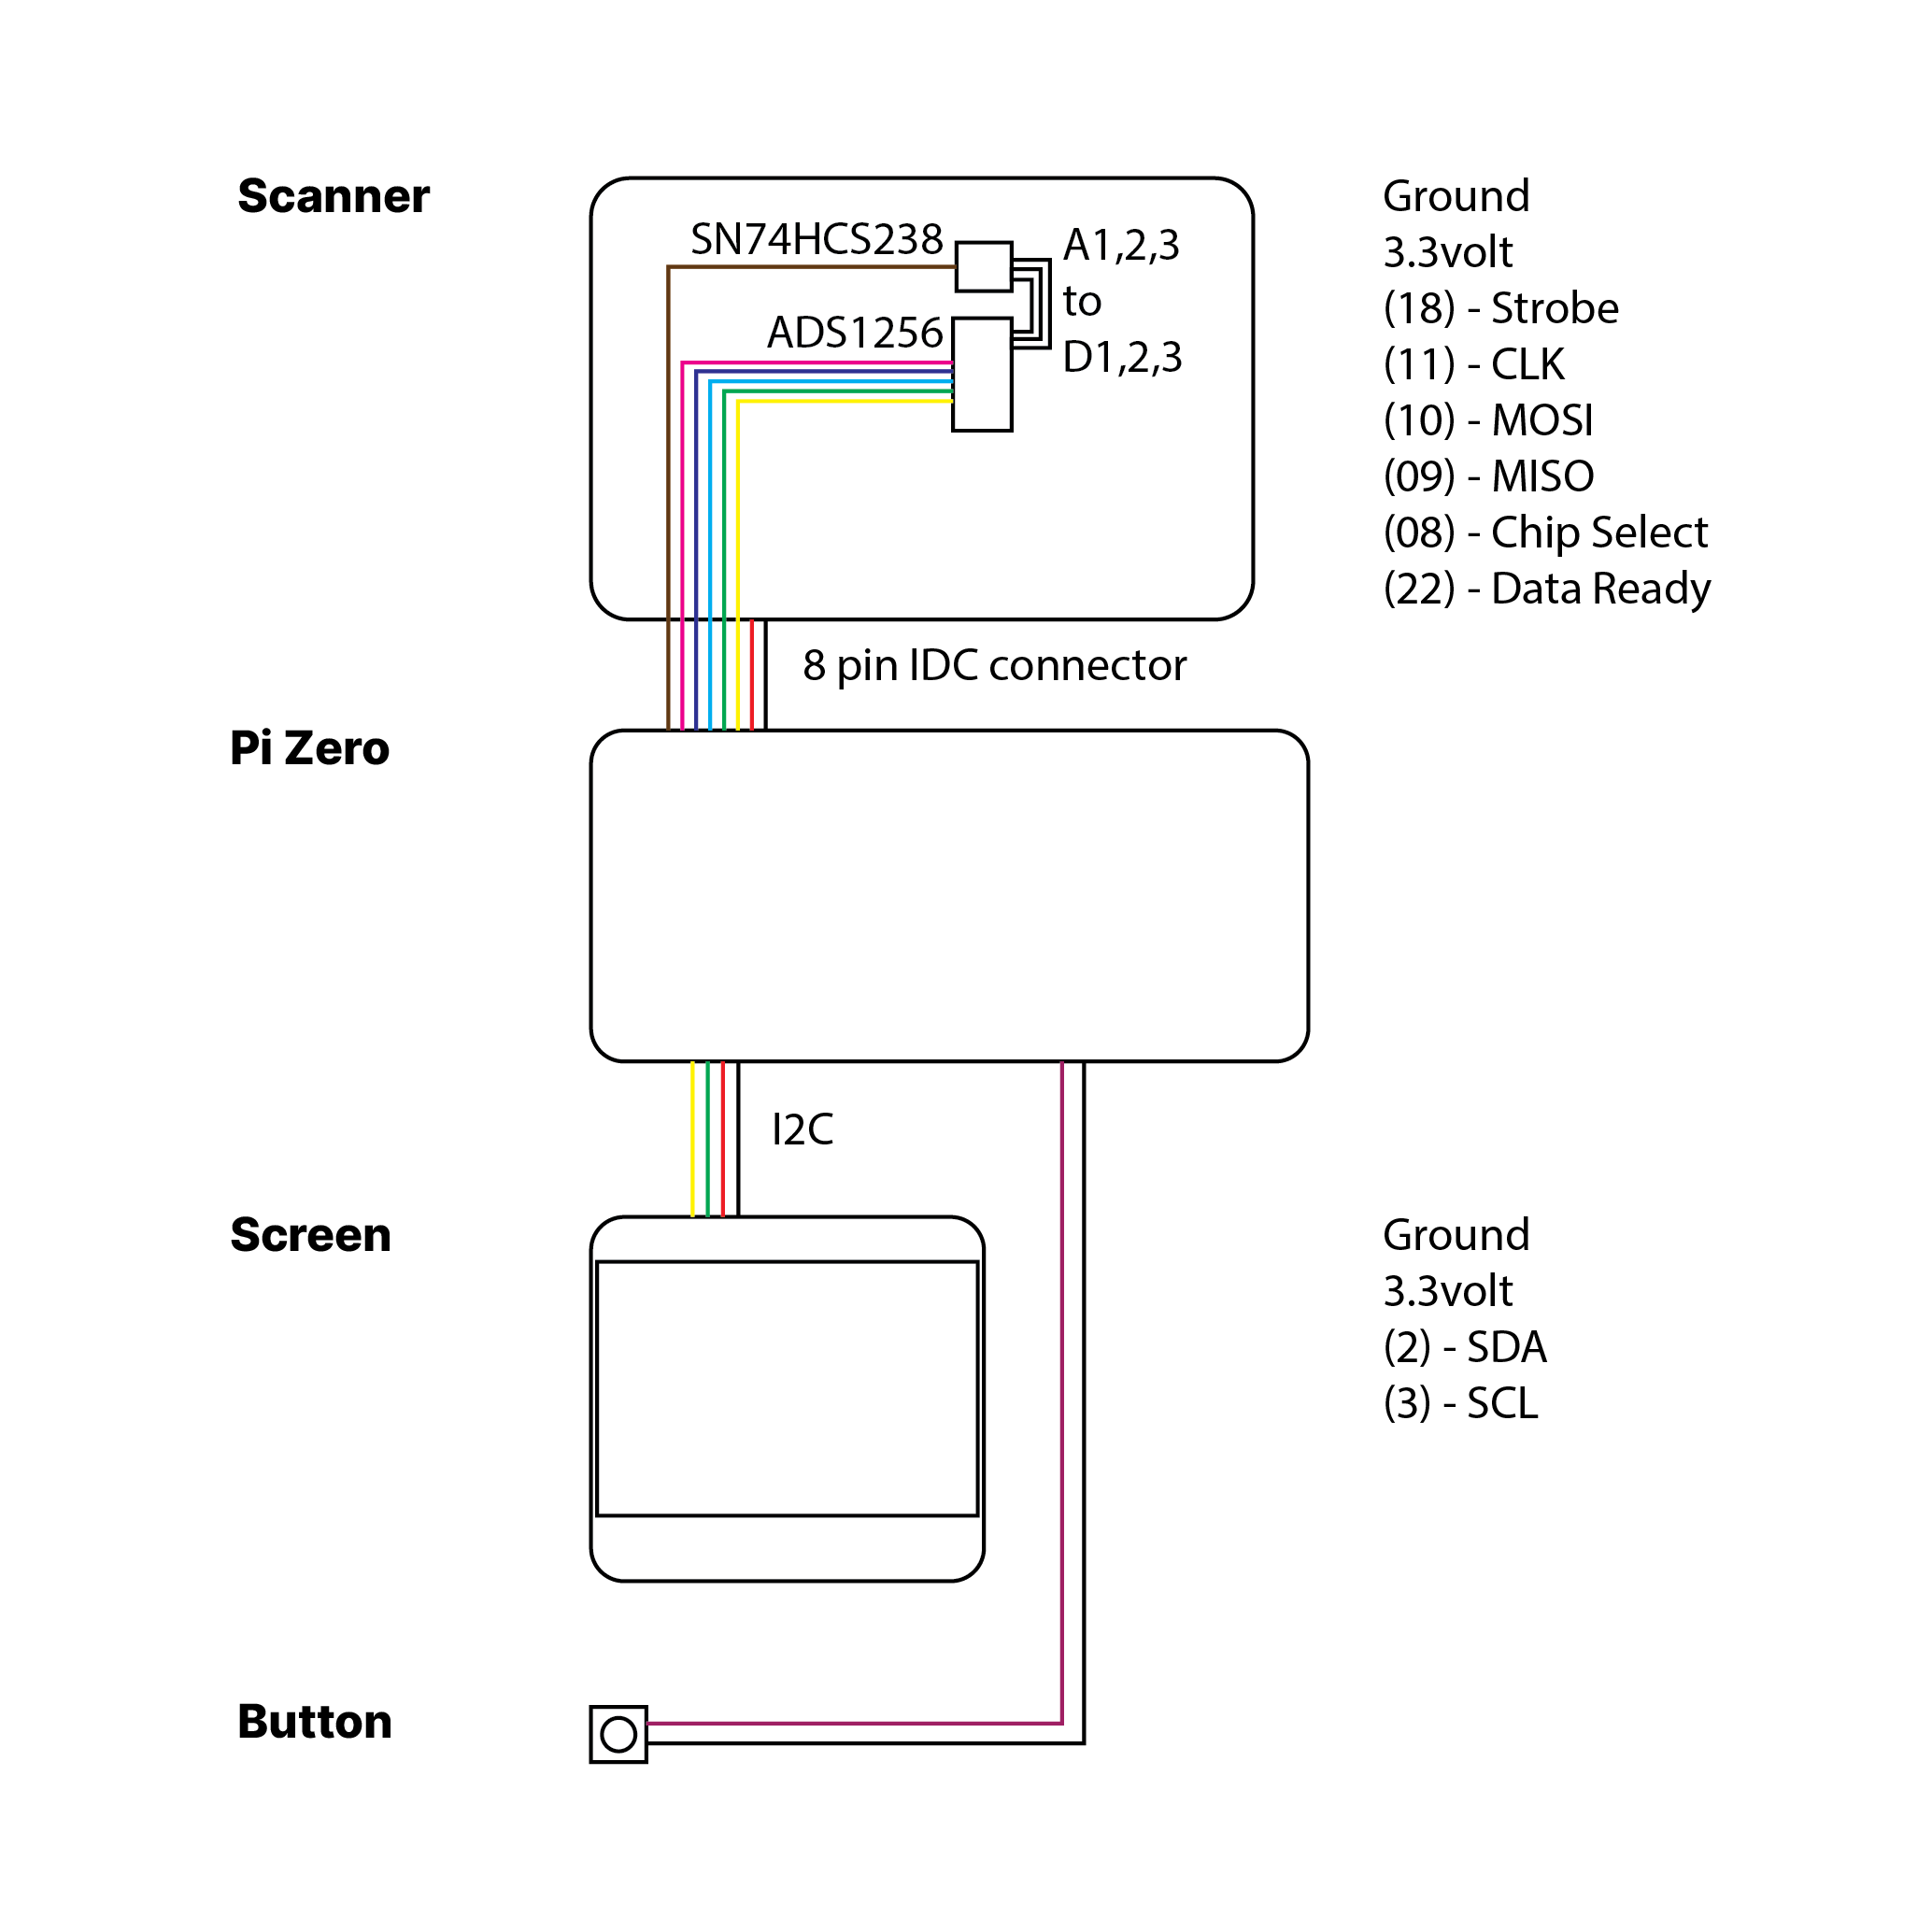 Scanner
SN74HCS238
A1,2,3
to
D1,2,3
ADS1256
Ground
3.3volt
(18) - Strobe
(11) - CLK
(10) - MOSI
(09) - MISO
(08) - Chip Select
(22) - Data Ready
8 pin IDC connector
Pi Zero
I2C
Screen
Ground
3.3volt
(2) - SDA
(3) - SCL
Button